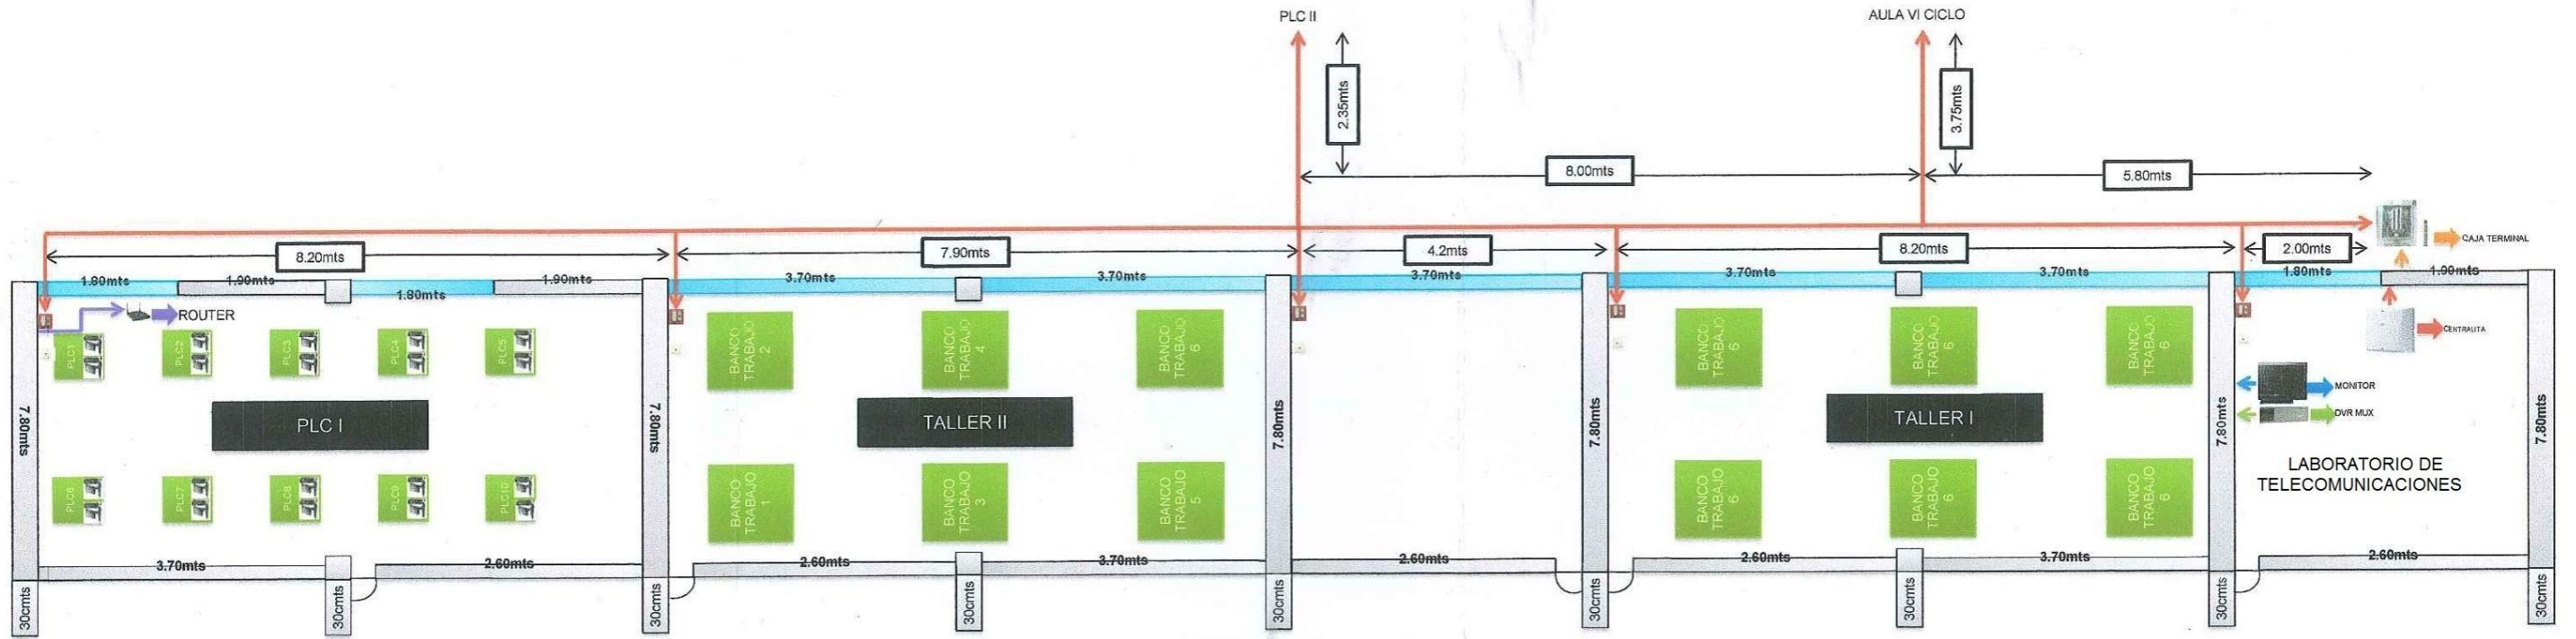 PLC II
AULA VI CICLO
2.35mts
3.75mts
8.00mts
5.80mts
8.20mts
7.90mts
4.2mts
8.20mts
2.00mts
CAJA TERMINAL
1.80mts
1.90mts
1.80mts
1.90mts
3.70mts
3.70mts
3.70mts
3.70mts
3.70mts
1.80mts
1.90mts
ROUTER
CENTRALITA
PLC1
PLC2
PLC3
PLC4
PLC5
BANCO
TRABAJO
2
BANCO
TRABAJO
4
BANCO
TRABAJO
6
BANCO
TRABAJO
6
BANCO
TRABAJO
6
BANCO
TRABAJO
6
MONITOR
DVR MUX
7.80mts
PLC I
7.80mts
TALLER II
7.80mts
7.80mts
TALLER I
7.80mts
7.80mts
LABORATORIO DE
TELECOMUNICACIONES
PLC6
PLC7
PLC8
PLC9
PLC10
BANCO
TRABAJO
1
BANCO
TRABAJO
3
BANCO
TRABAJO
5
BANCO
TRABAJO
6
BANCO
TRABAJO
6
BANCO
TRABAJO
6
3.70mts
2.60mts
2.60mts
3.70mts
2.60mts
2.60mts
3.70mts
2.60mts
30cmts
30cmts
30cmts
30cmts
30cmts
30cmts
30cmts
30cmts
30cmts